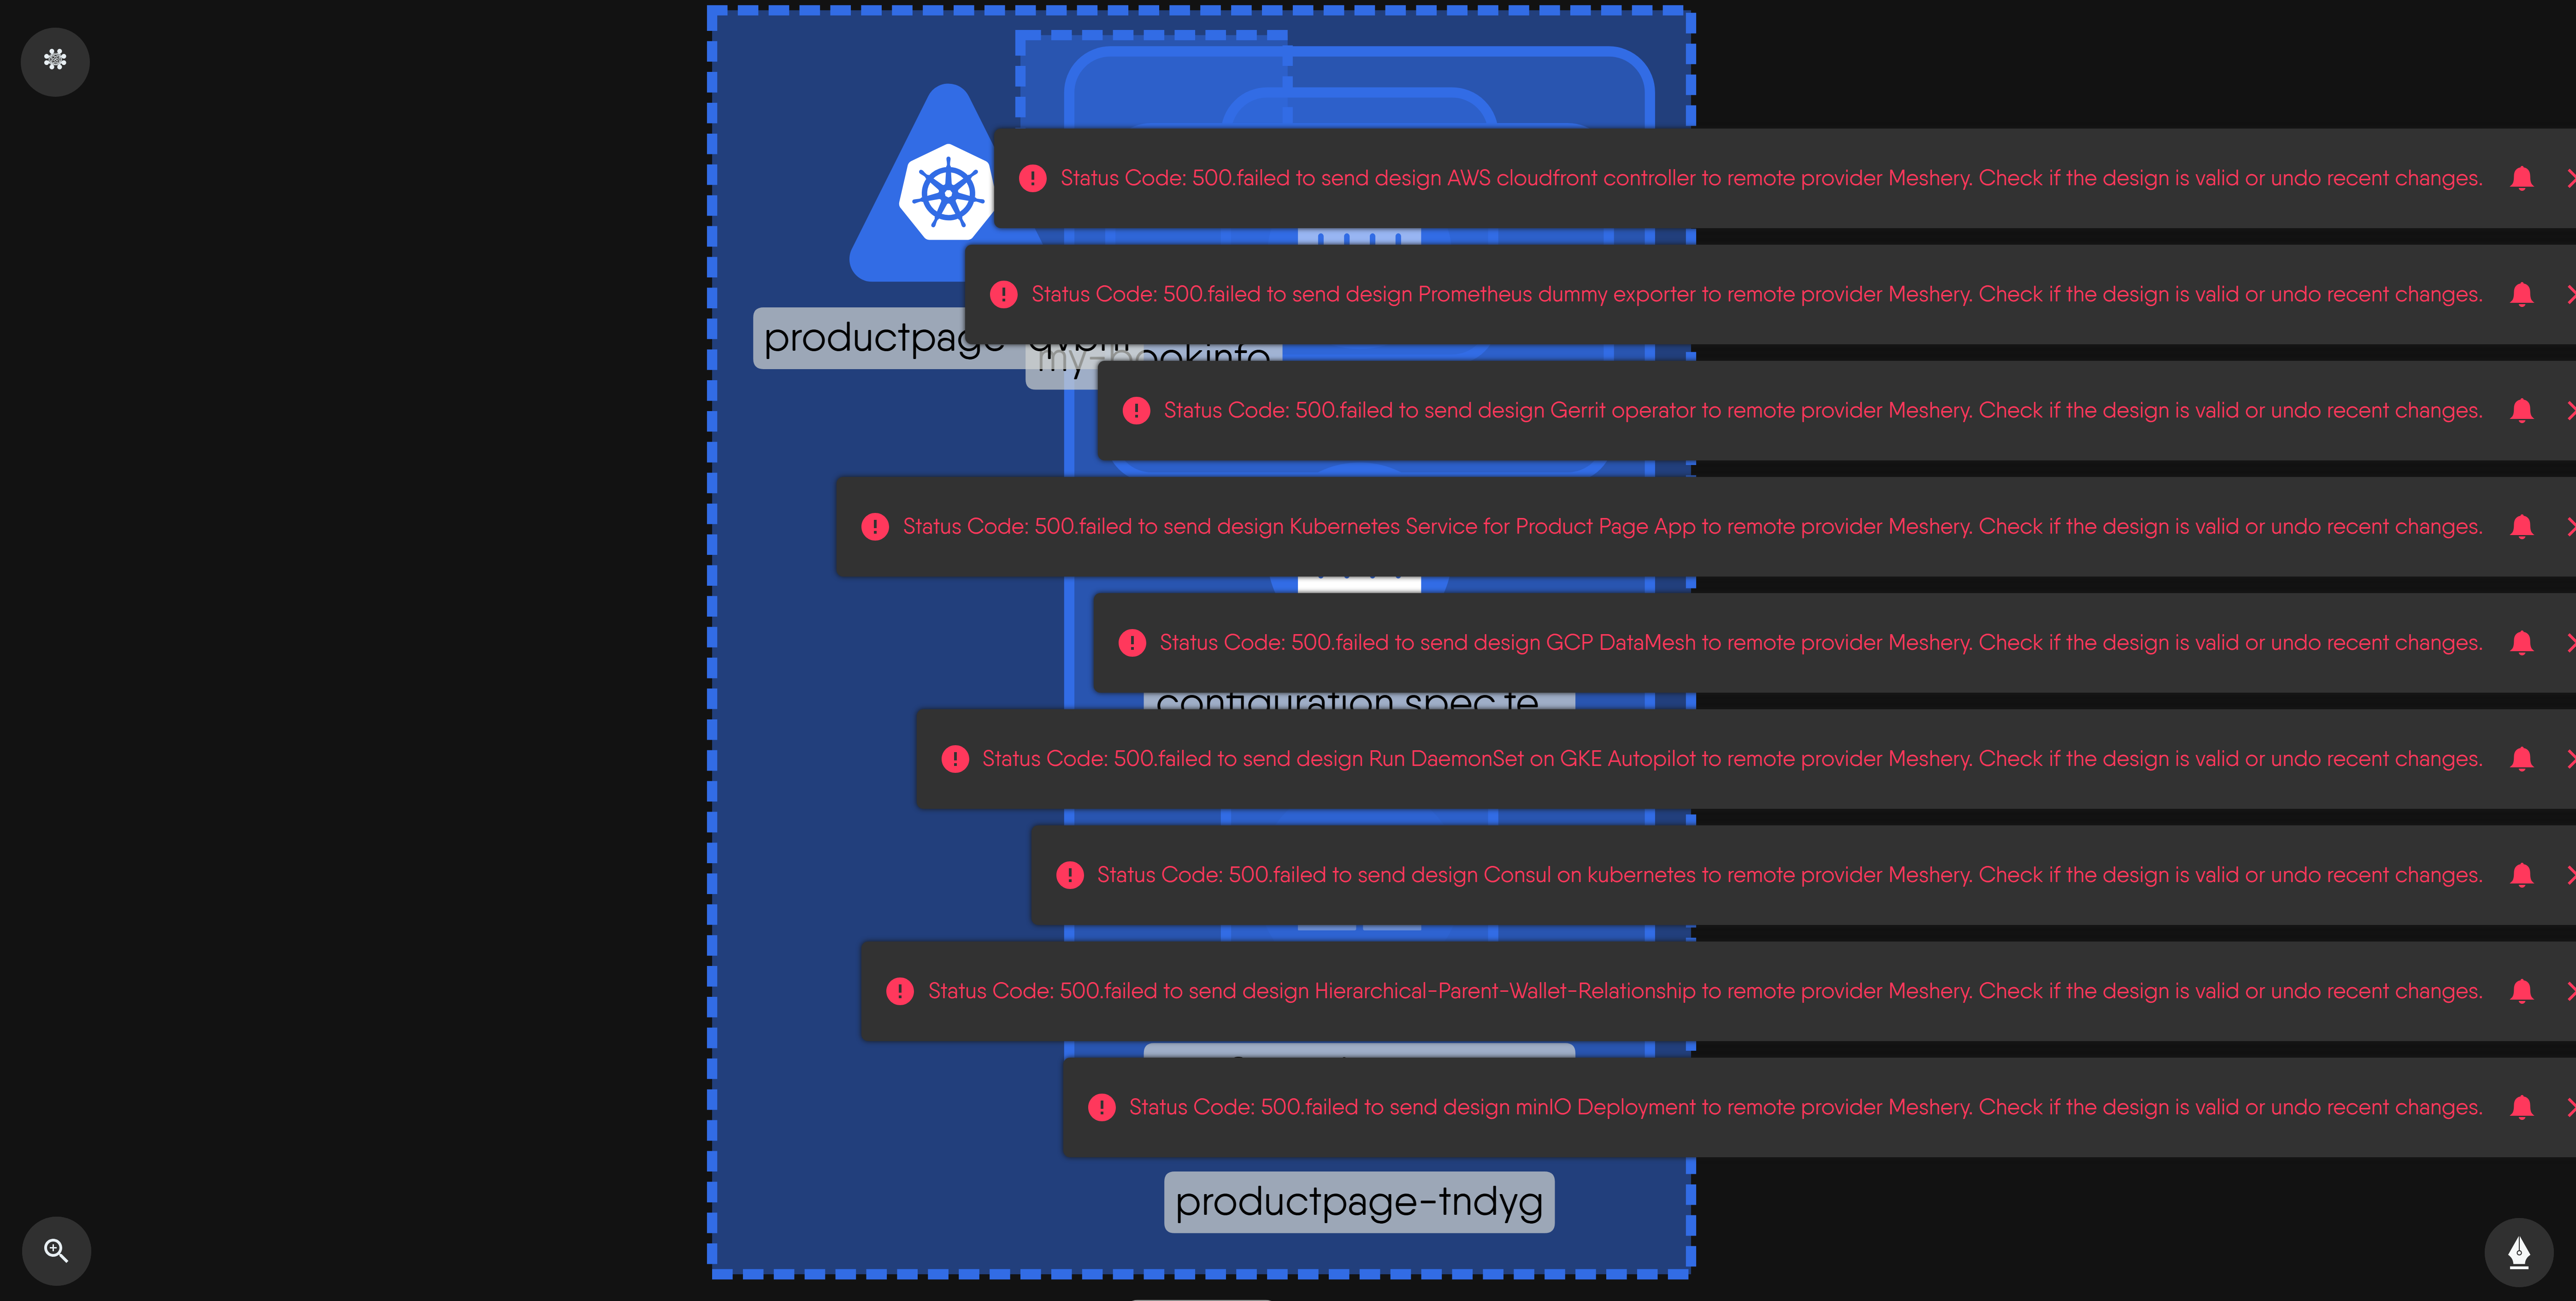 Status Code: 500.failed to send design AWS cloudfront controller to remote provider Meshery. Check if the design is valid or undo recent changes.
Status Code: 500.failed to send design Prometheus dummy exporter to remote provider Meshery. Check if the design is valid or undo recent changes.
productpage-qvpm
my-bookinfo
Status Code: 500.failed to send design Gerrit operator to remote provider Meshery. Check if the design is valid or undo recent changes.
Status Code: 500.failed to send design Kubernetes Service for Product Page App to remote provider Meshery. Check if the design is valid or undo recent changes.
Status Code: 500.failed to send design GCP DataMesh to remote provider Meshery. Check if the design is valid or undo recent changes.
configuration.spec.te
Status Code: 500.failed to send design Run DaemonSet on GKE Autopilot to remote provider Meshery. Check if the design is valid or undo recent changes.
Status Code: 500.failed to send design Consul on kubernetes to remote provider Meshery. Check if the design is valid or undo recent changes.
Status Code: 500.failed to send design Hierarchical-Parent-Wallet-Relationship to remote provider Meshery. Check if the design is valid or undo recent changes.
Status Code: 500.failed to send design minIO Deployment to remote provider Meshery. Check if the design is valid or undo recent changes.
productpage-tndyg